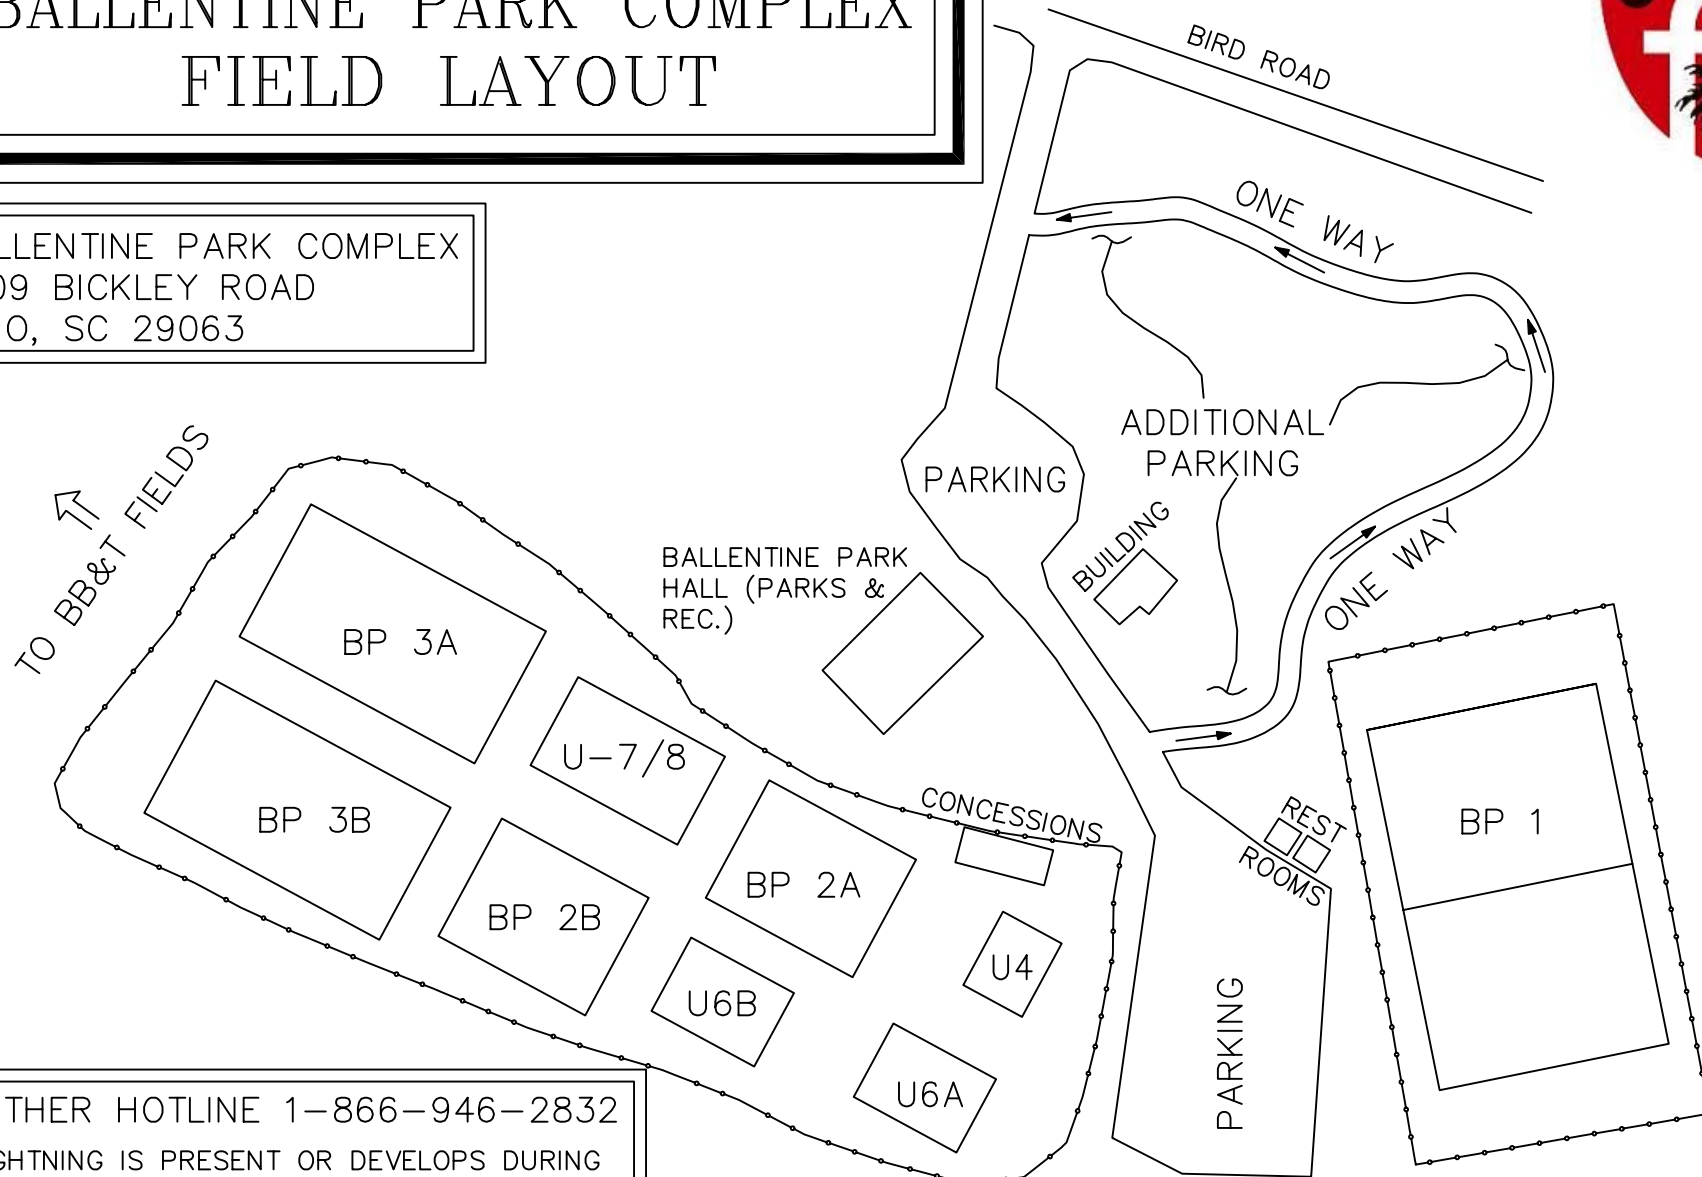 BALLENTINE PARK COMPLEX
FIELD LAYOUT
BIRD ROAD
ONE WAY
LLENTINE PARK COMPLEX
09 BICKLEY ROAD
O, SC 29063
ADDITIONAL
PARKING
PARKING
TO BB&T FIELDS
BUILDING
ONE WAY
BALLENTINE PARK
HALL (PARKS &
REC.)
BP 3A
U-7/8
BP 3B
CONCESSIONS
REST
ROOMS
BP 1
BP 2A
BP 2B
U4
U6B
U6A
PARKING
THER HOTLINE 1-866-946-2832
GHTNING IS PRESENT OR DEVELOPS DURING